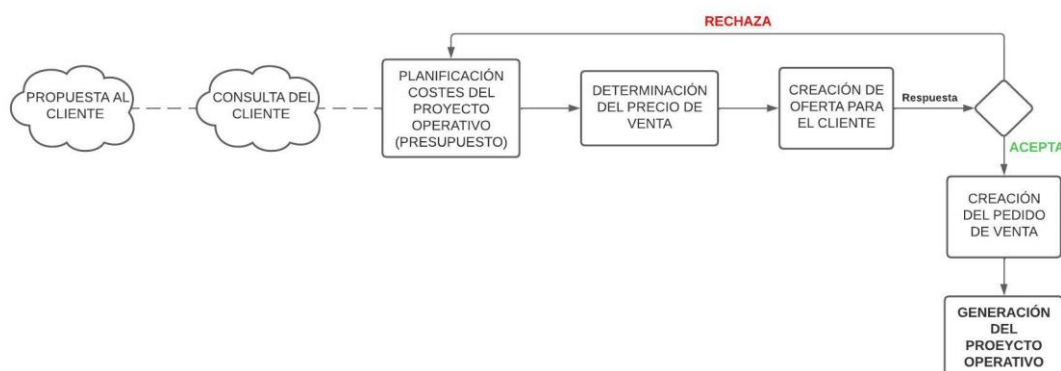 RECHAZA
PROPUESTA AL
CLIENTE
CONSULTA DEL
CLIENTE
PLANIFICACIÓN
COSTES DEL
PROYECTO
OPERATIVO
(PRESUPUESTO)
DETERMINACIÓN
DEL PRECIO DE
VENTA
CREACIÓN DE
OFERTA PARA
EL CLIENTE
Respuesta
ACEPTA
CREACIÓN
DEL PEDIDO
DE VENTA
GENERACIÓN
DEL
PROEYCTO
OPERATIVO